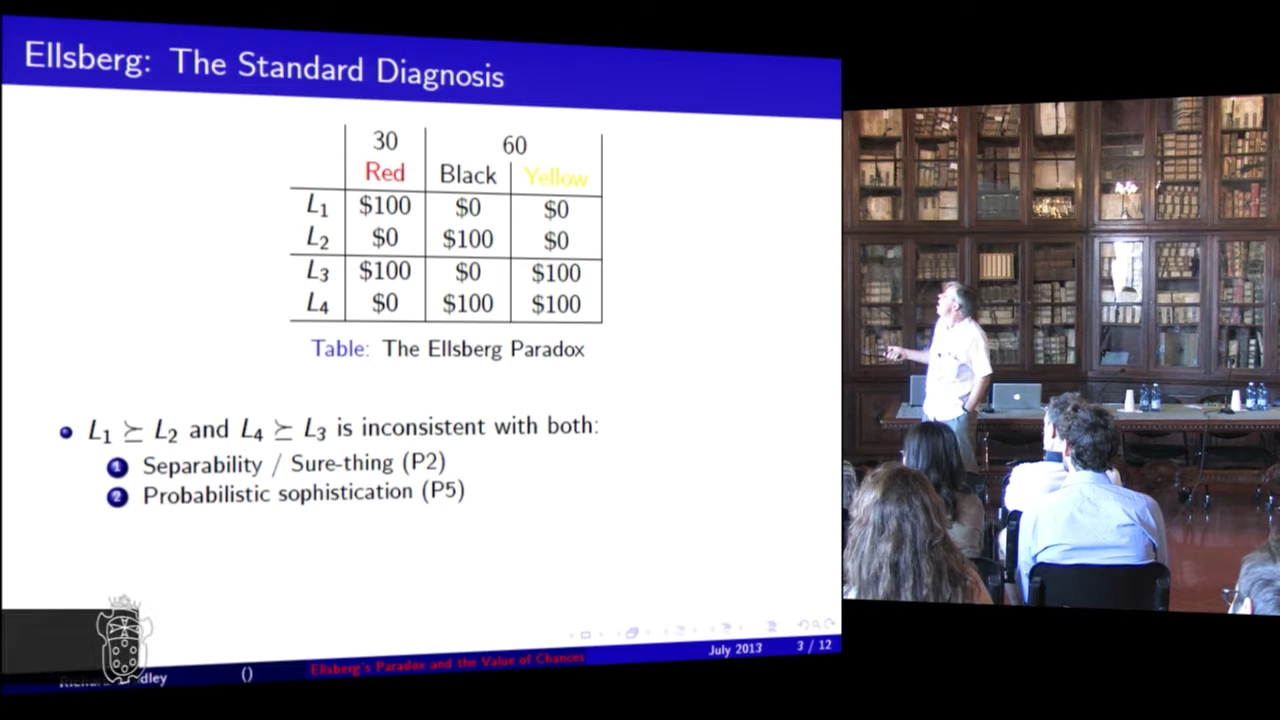 Ellsberg: The Standard Diagnosis
30 60
Red Black Yellow
L1 $100 $0 $0
L2 $0 $100 $0
L3 $100 $0 $100
L4 $0 $100 $100
Table: The Ellsberg Paradox
L1 ⪰ L2 and L4 ⪰ L3 is inconsistent with both:
1 Separability / Sure-thing (P2)
2 Probabilistic sophistication (P5)
() Ellsberg's Paradox and the Value of Chances July 2013 3 / 12